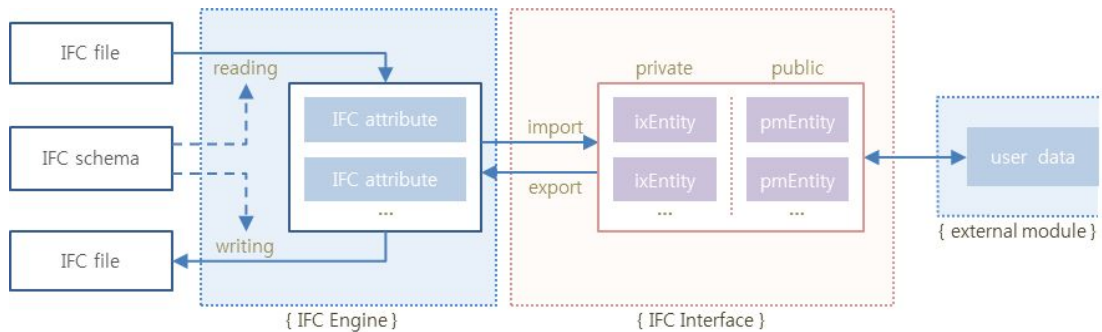 IFC file
reading
IFC schema
writing
IFC file
IFC attribute
IFC attribute
...
{ IFC Engine }
import
export
private
public
ixEntity
pmEntity
ixEntity
pmEntity
...
...
{ IFC Interface }
user data
{ external module }